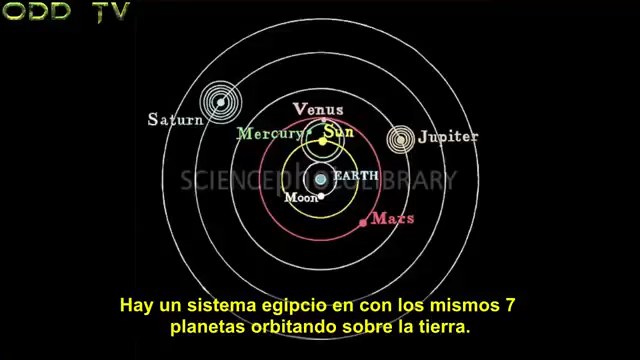 ODD TV
Saturn
Venus
Mercury
Sun
Jupiter
SCIENCEphotoLIBRARY
EARTH
Moon
Mars
Hay un sistema egipcio en con los mismos 7
planetas orbitando sobre la tierra.